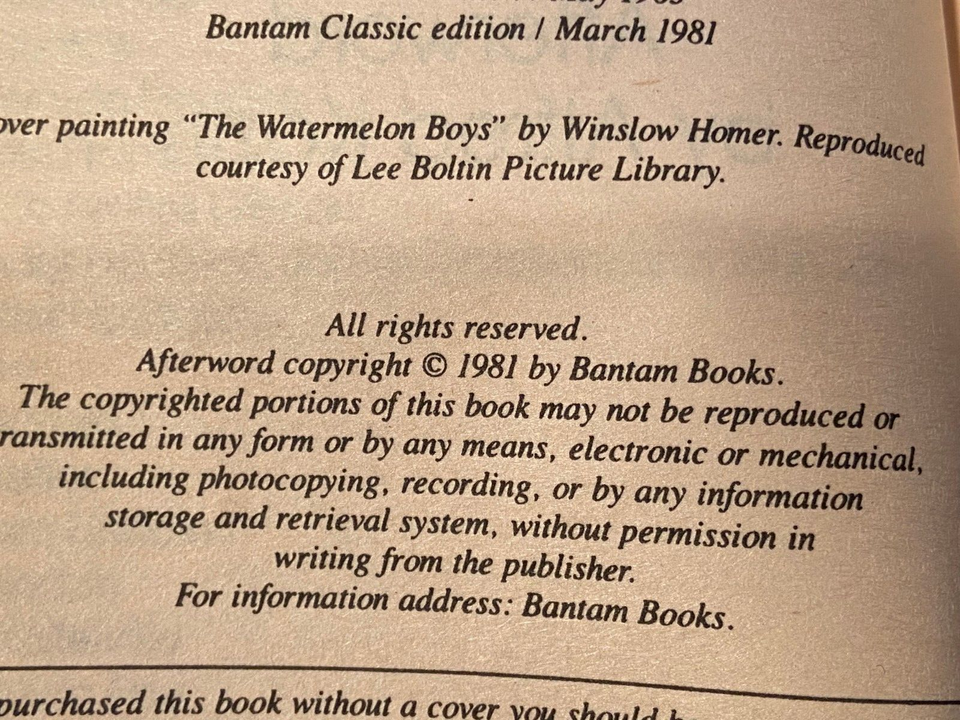 Bantam Classic edition / March 1981
over painting “The Watermelon Boys” by Winslow Homer. Reproduced
courtesy of Lee Boltin Picture Library.
All rights reserved.
Afterword copyright © 1981 by Bantam Books.
The copyrighted portions of this book may not be reproduced or
ransmitted in any form or by any means, electronic or mechanical,
including photocopying, recording, or by any information
storage and retrieval system, without permission in
writing from the publisher.
For information address: Bantam Books.
purchased this book without a cover you should